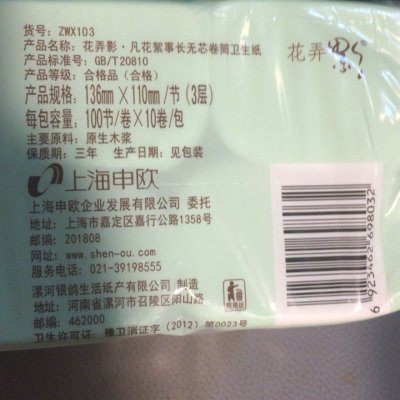 货号: ZWX103
产品名称: 花弄影·凡花絮事长无芯卷筒卫生纸
产品标准号: GB/T20810
产品等级: 合格品（合格）
产品规格: 136mm×110mm/节（3层）
每包容量: 100节/卷×10卷/包
主要原料: 原生木浆
保质期: 三年 生产日期: 见包装
花弄
上海申欧
上海申欧企业发展有限公司 委托
地址: 上海市嘉定区嘉行公路1358号
邮编: 201808
网址: www.shen-ou.com
服务电话: 021-39198555
漯河银鸽生活纸产有限公司 制造
地址: 河南省漯河市召陵区阳山路
邮编: 462000
卫生许可证: 豫卫消证字（2012）第0023号
6923462698032